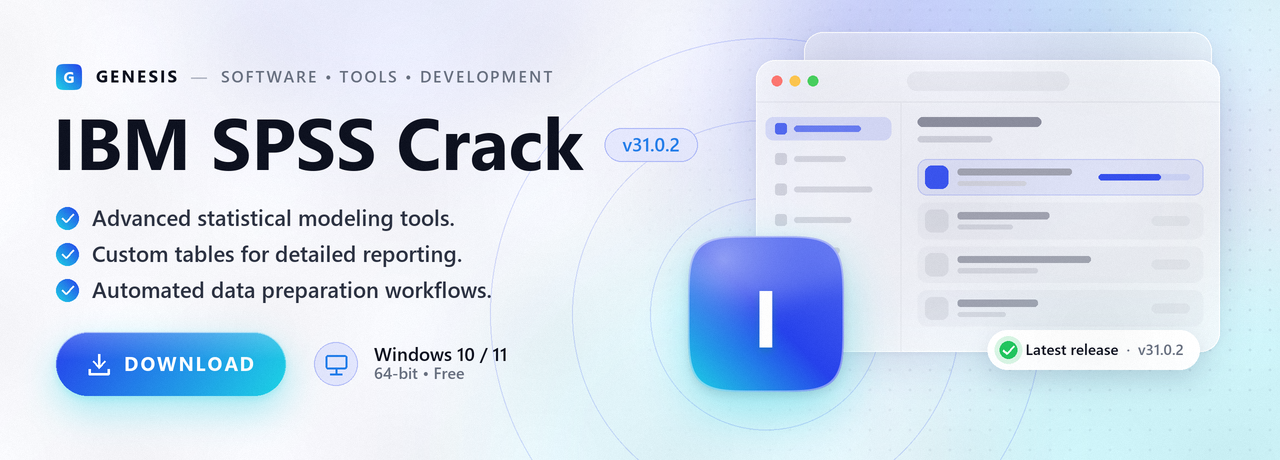 G GENESIS — SOFTWARE • TOOLS • DEVELOPMENT
IBM SPSS Crack v31.0.2
Advanced statistical modeling tools.
Custom tables for detailed reporting.
Automated data preparation workflows.
DOWNLOAD
Windows 10 / 11
64-bit • Free
I
Latest release · v31.0.2